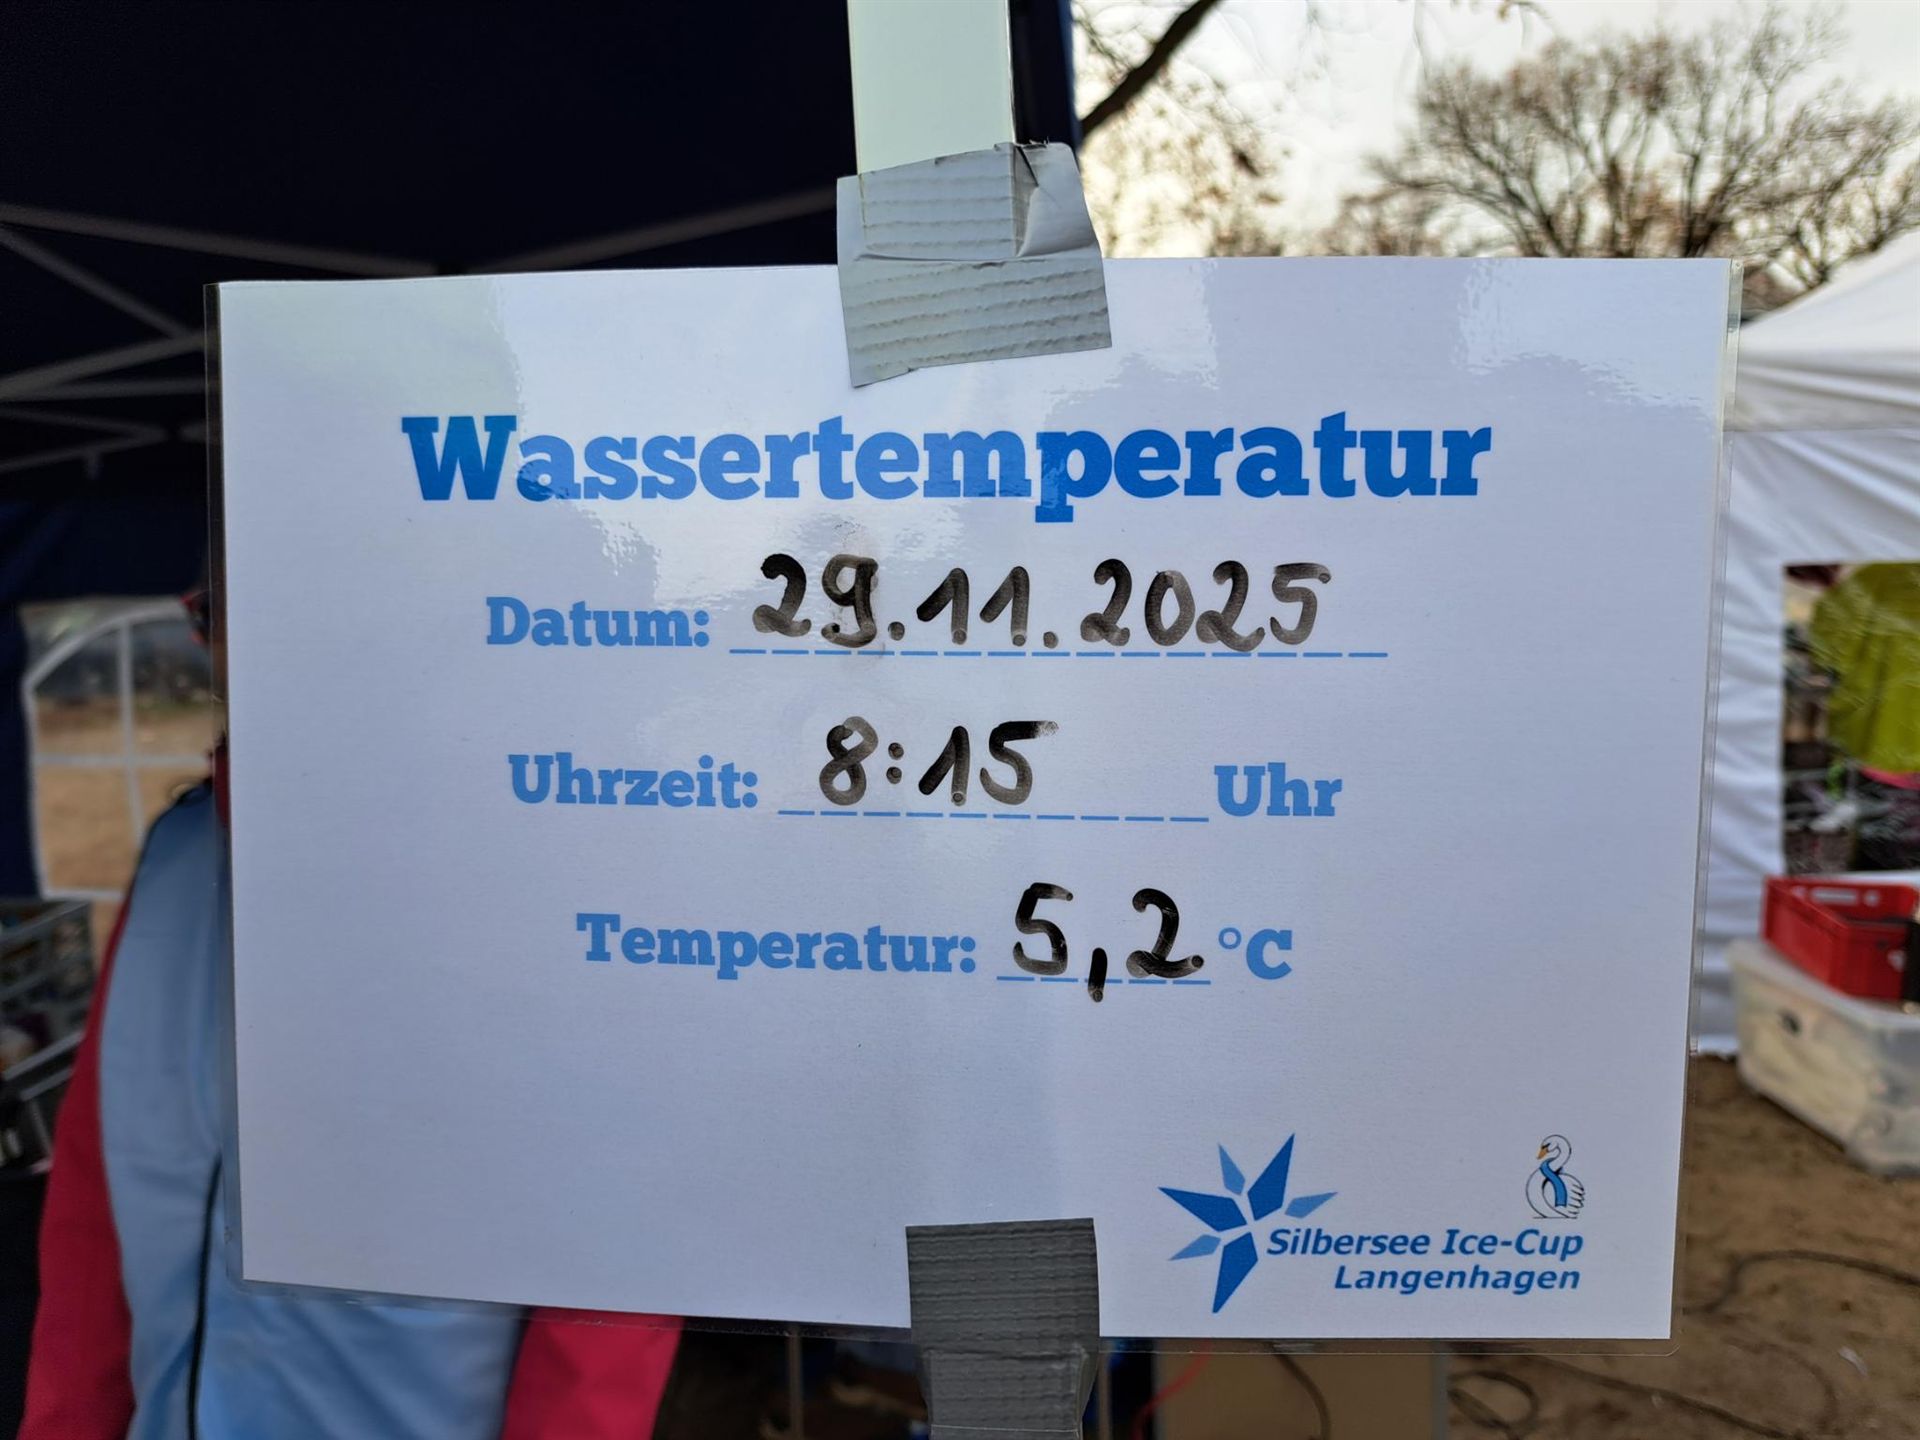 Wassertemperatur
Datum: 29.11.2025
Uhrzeit: 8:15 Uhr
Temperatur: 5,2 °C
Silbersee Ice-Cup
Langenhagen